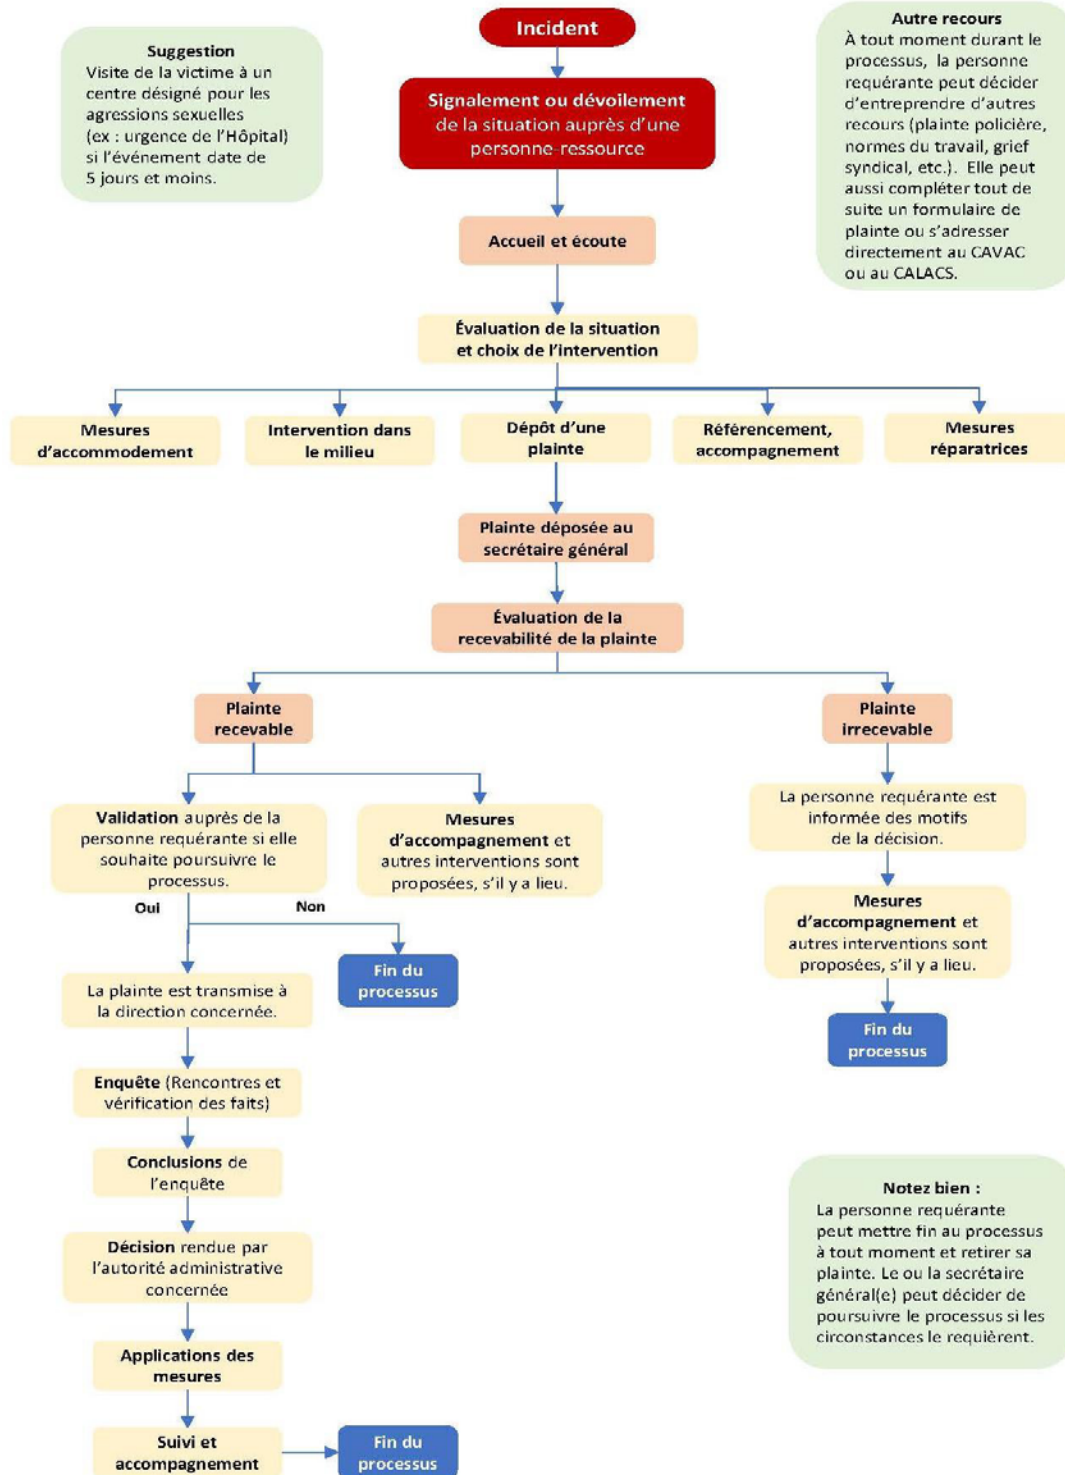 Incident
Suggestion
Visite de la victime à un
centre désigné pour les
agressions sexuelles
(ex : urgence de l'Hôpital)
si l'événement date de
5 jours et moins.
Autre recours
À tout moment durant le
processus, la personne
requérante peut décider
d'entreprendre d'autres
recours (plainte policière,
normes du travail, grief
syndical, etc.). Elle peut
aussi compléter tout de
suite un formulaire de
plainte ou s'adresser
directement au CAVAC
ou au CALACS.
Signalement ou dévoilement
de la situation auprès d'une
personne-ressource
Accueil et écoute
Évaluation de la situation
et choix de l'intervention
Mesures
d'accommodement
Intervention dans
le milieu
Dépôt d'une
plainte
Référencement,
accompagnement
Mesures
réparatrices
Plainte déposée au
secrétaire général
Évaluation de la
recevabilité de la plainte
Plainte
recevable
Plainte
irrecevable
Validation auprès de la
personne requérante si elle
souhaite poursuivre le
processus.
Mesures
d'accompagnement et
autres interventions sont
proposées, s'il y a lieu.
La personne requérante est
informée des motifs
de la décision.
Oui
Non
Mesures
d'accompagnement et
autres interventions sont
proposées, s'il y a lieu.
Fin du
processus
La plainte est transmise à
la direction concernée.
Fin du
processus
Enquête (Rencontres et
vérification des faits)
Conclusions de
l'enquête
Décision rendue par
l'autorité administrative
concernée
Applications des
mesures
Suivi et
accompagnement
Fin du
processus
Notez bien :
La personne requérante
peut mettre fin au processus
à tout moment et retirer sa
plainte. Le ou la secrétaire
général(e) peut décider de
poursuivre le processus si les
circonstances le requièrent.